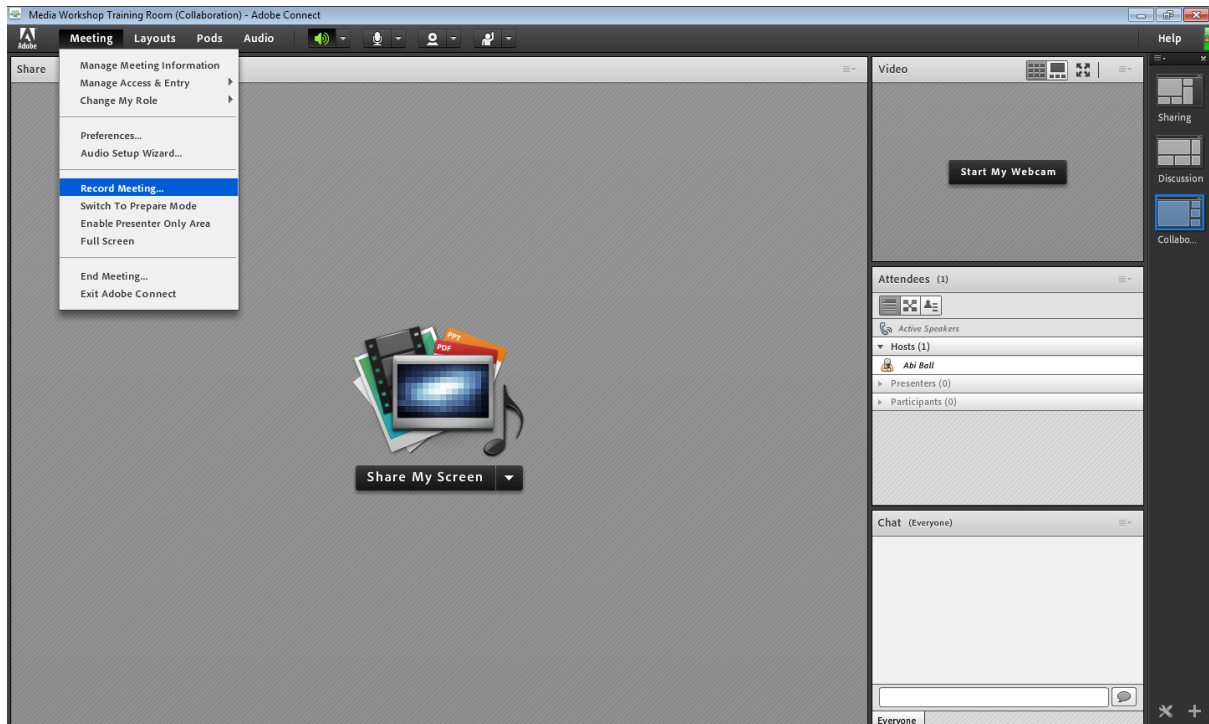 Media Workshop Training Room (Collaboration) - Adobe Connect
Adobe Meeting Layouts Pods Audio Help
Share
Manage Meeting Information
Manage Access & Entry
Change My Role
Preferences...
Audio Setup Wizard...
Record Meeting...
Switch To Prepare Mode
Enable Presenter Only Area
Full Screen
End Meeting...
Exit Adobe Connect
PPT
PDF
Share My Screen
Video
Start My Webcam
Attendees (1)
Active Speakers
Hosts (1)
Abi Ball
Presenters (0)
Participants (0)
Chat (Everyone)
Everyone
Sharing
Discussion
Collabo...